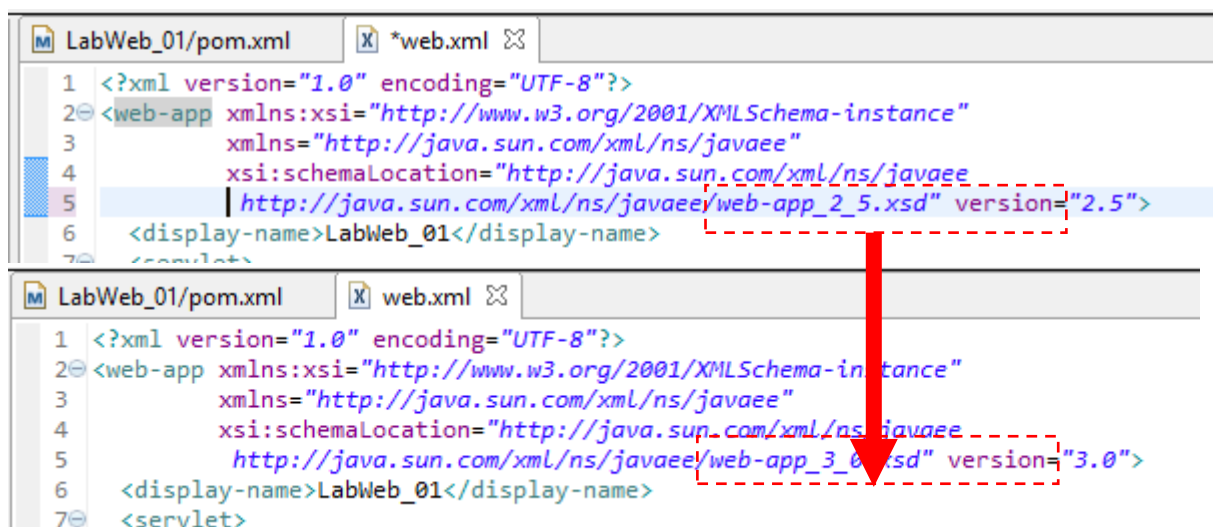 LabWeb_01/pom.xml *web.xml
1 <?xml version="1.0" encoding="UTF-8"?>
2 <web-app xmlns:xsi="http://www.w3.org/2001/XMLSchema-instance"
3 xmlns="http://java.sun.com/xml/ns/javaee"
4 xsi:schemaLocation="http://java.sun.com/xml/ns/javaee
5 http://java.sun.com/xml/ns/javaee/web-app_2_5.xsd" version="2.5">
6 <display-name>LabWeb_01</display-name>
7 <servlet>
LabWeb_01/pom.xml web.xml
1 <?xml version="1.0" encoding="UTF-8"?>
2 <web-app xmlns:xsi="http://www.w3.org/2001/XMLSchema-instance"
3 xmlns="http://java.sun.com/xml/ns/javaee"
4 xsi:schemaLocation="http://java.sun.com/xml/ns/javaee
5 http://java.sun.com/xml/ns/javaee/web-app_3_0.xsd" version="3.0">
6 <display-name>LabWeb_01</display-name>
7 <servlet>